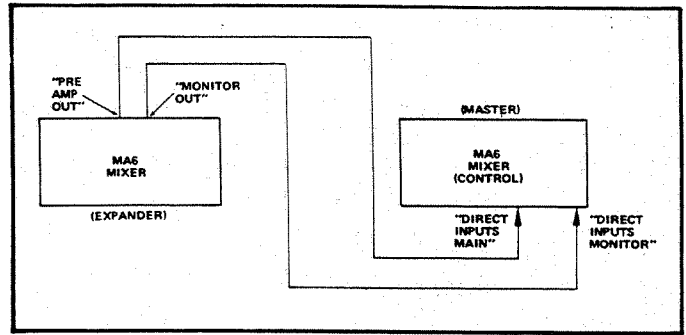 "PRE
AMP
OUT"
"MONITOR
OUT"
MA6
MIXER
(EXPANDER)
(MASTER)
MA6
MIXER
(CONTROL)
"DIRECT
INPUTS
MAIN"
"DIRECT
INPUTS
MONITOR"